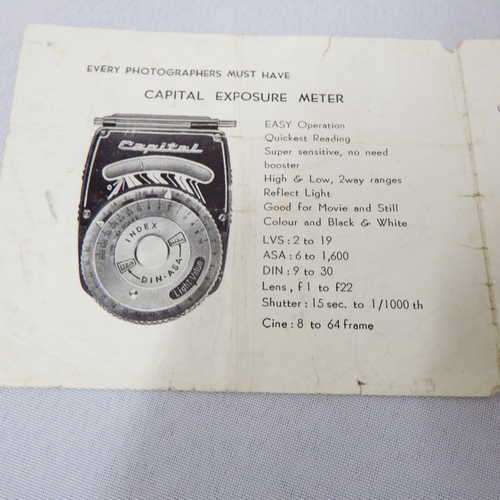 EVERY PHOTOGRAPHERS MUST HAVE
CAPITAL EXPOSURE METER
Capital
INDEX
DIN-ASA
Light Value
EASY Operation
Quickest Reading
Super sensitive, no need
booster
High & Low, 2way ranges
Reflect Light
Good for Movie and Still
Colour and Black & White
LVS : 2 to 19
ASA : 6 to 1,600
DIN : 9 to 30
Lens, f 1 to f22
Shutter : 15 sec. to 1/1000 th
Cine : 8 to 64 frame